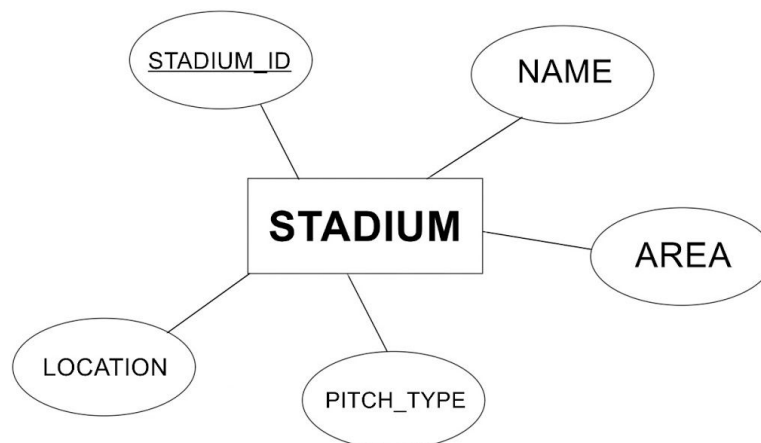 STADIUM_ID
NAME
STADIUM
AREA
LOCATION
PITCH_TYPE